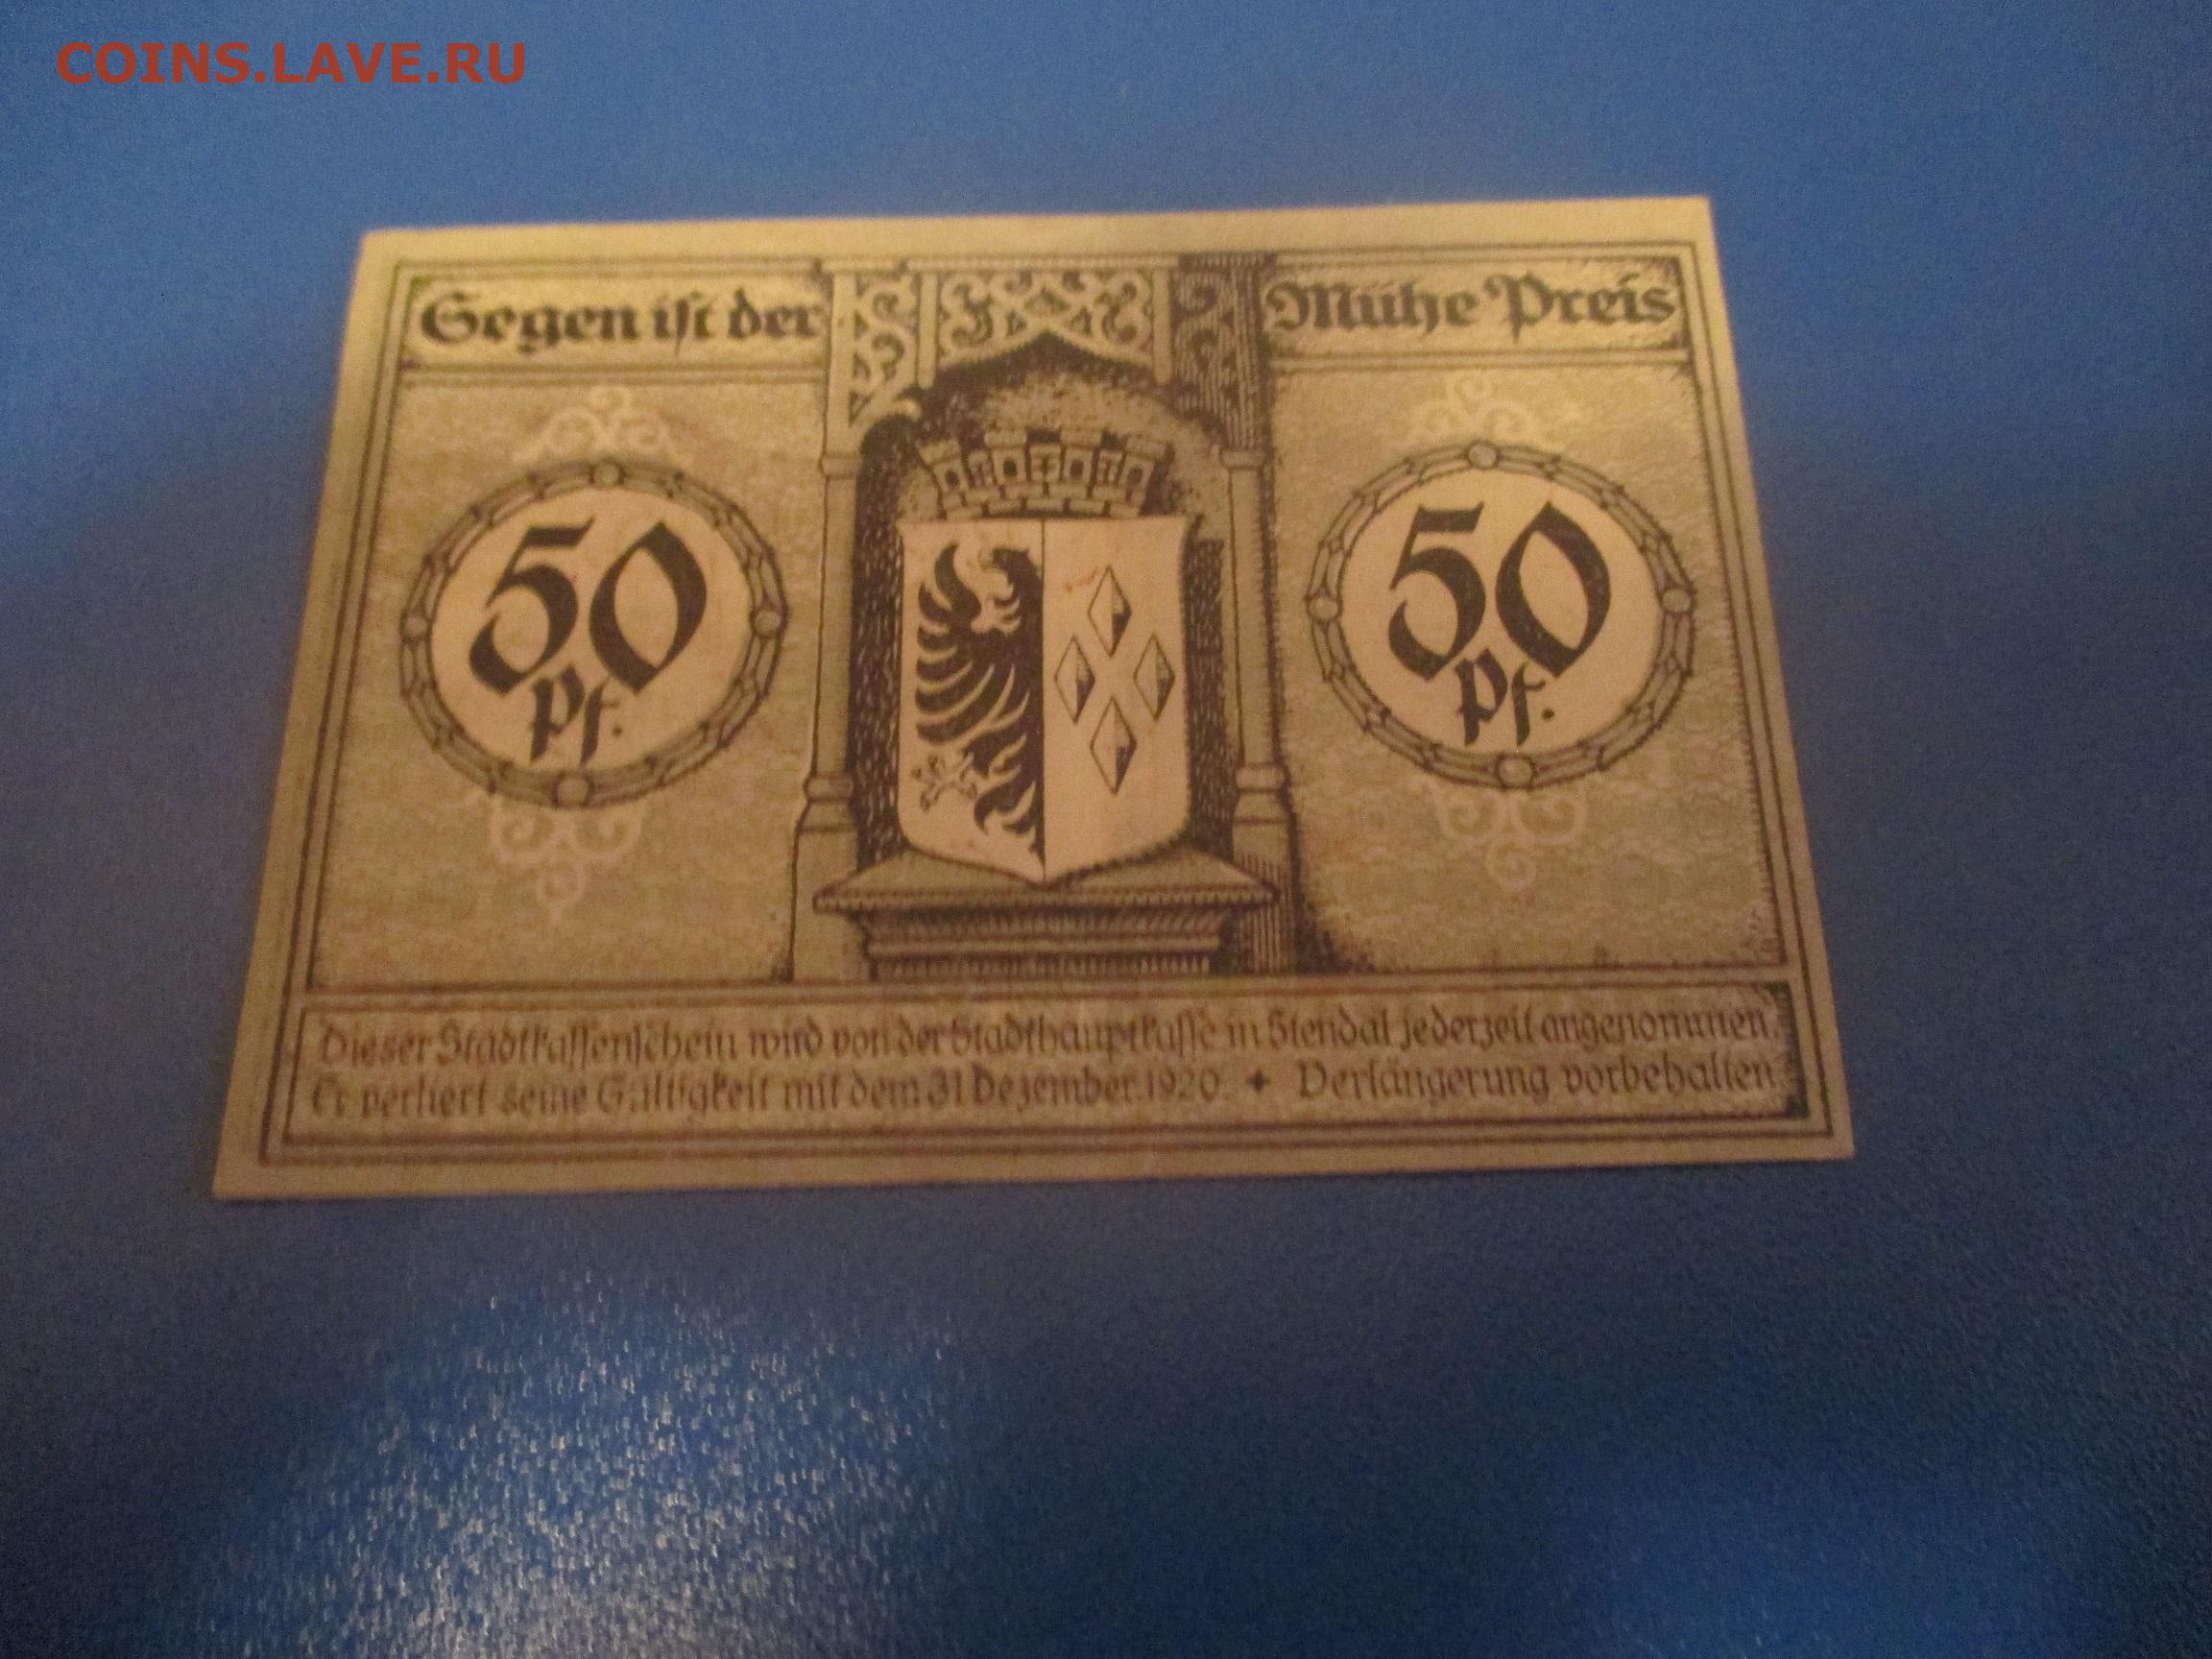 COINS.LAVE.RU
Segen ist der Mühe Preis
50 Pf.
50 Pf.
Dieser Stadtkassenschein wird von der Stadthauptkasse in Stendal jederzeit angenommen.
Er verliert seine Gültigkeit mit dem 31 Dezember 1920. ✦ Verlängerung vorbehalten.